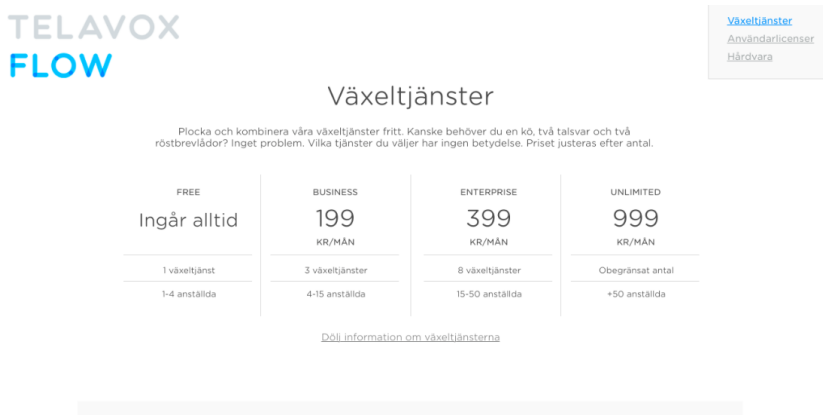 TELAVOX
FLOW
Växeltjänster
Användarlicenser
Hårdvara
Växeltjänster
Plocka och kombinera våra växeltjänster fritt. Kanske behöver du en kö, två talsvar och två
röstbrevlådor? Inget problem. Vilka tjänster du väljer har ingen betydelse. Priset justeras efter antal.
FREE
Ingår alltid
1 växeltjänst
1-4 anställda
BUSINESS
199
KR/MÅN
3 växeltjänster
4-15 anställda
ENTERPRISE
399
KR/MÅN
8 växeltjänster
15-50 anställda
UNLIMITED
999
KR/MÅN
Obegränsat antal
+50 anställda
Dölj information om växeltjänsterna